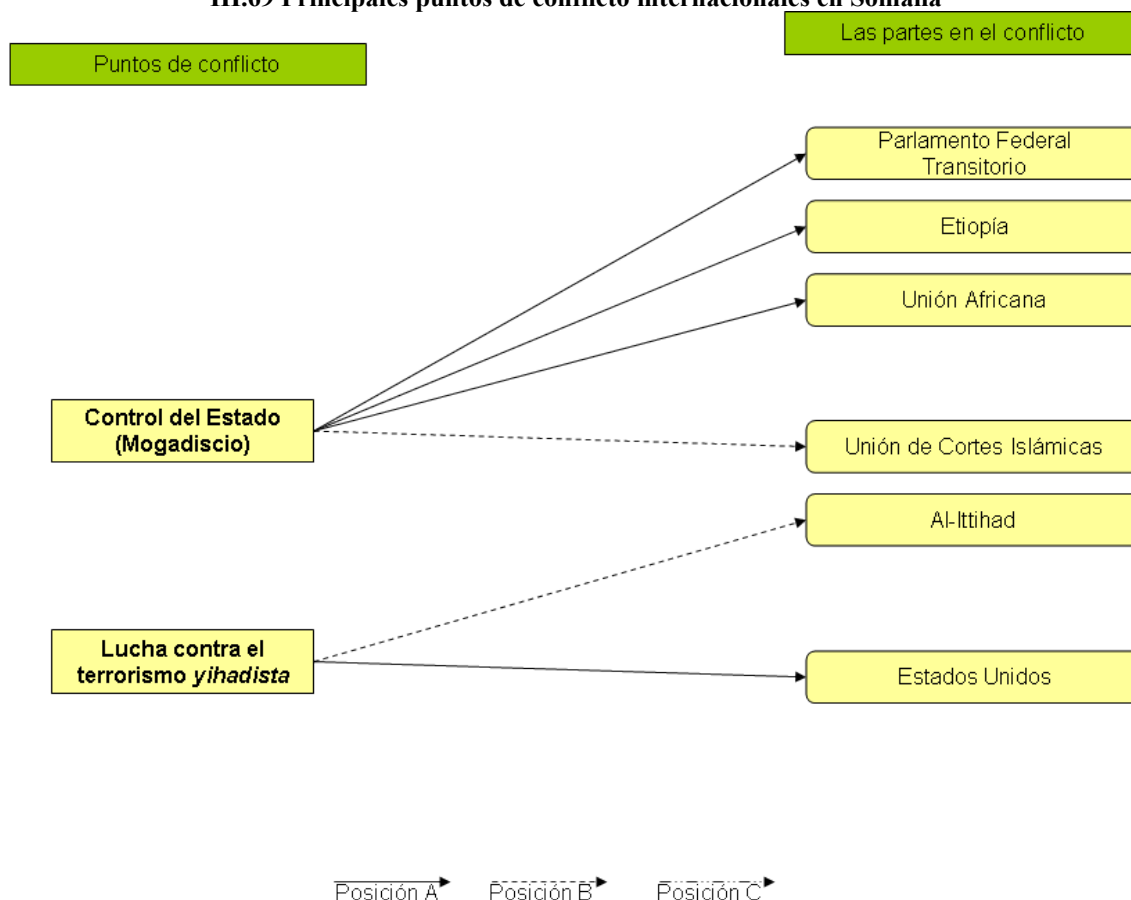 III.69 Principales puntos de conflicto internacionales en Somalia
Las partes en el conflicto
Puntos de conflicto
Parlamento Federal
Transitorio
Etiopía
Unión Africana
Control del Estado
(Mogadiscio)
Unión de Cortes Islámicas
Al-Ittihad
Lucha contra el
terrorismo yihadista
Estados Unidos
Posición A
Posición B
Posición C